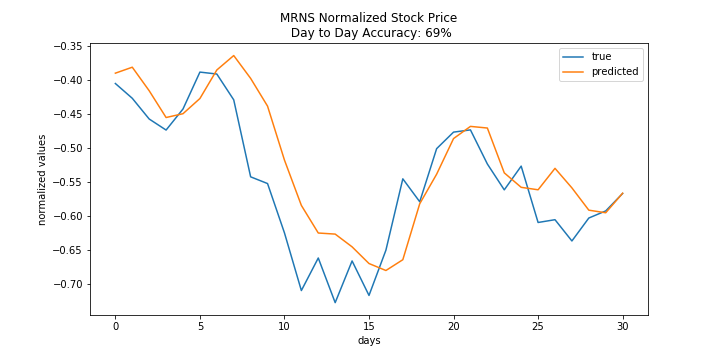 MRNS Normalized Stock Price
Day to Day Accuracy: 69%
true
predicted
normalized values
−0.35
−0.40
−0.45
−0.50
−0.55
−0.60
−0.65
−0.70
0 5 10 15 20 25 30
days